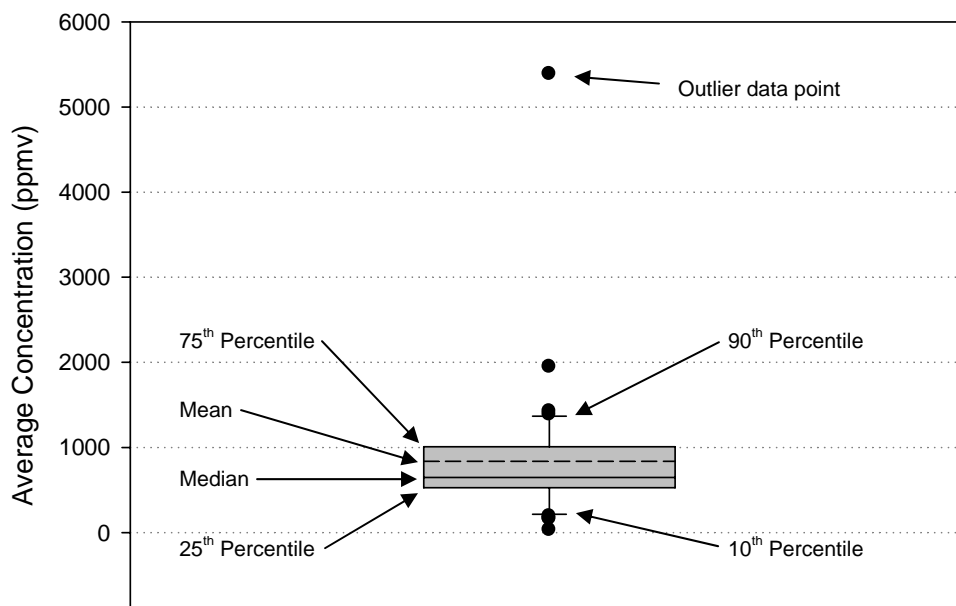 6000
Outlier data point
5000
4000
3000
75th Percentile
90th Percentile
2000
Mean
1000
Median
0
25th Percentile
10th Percentile
Average Concentration (ppmv)